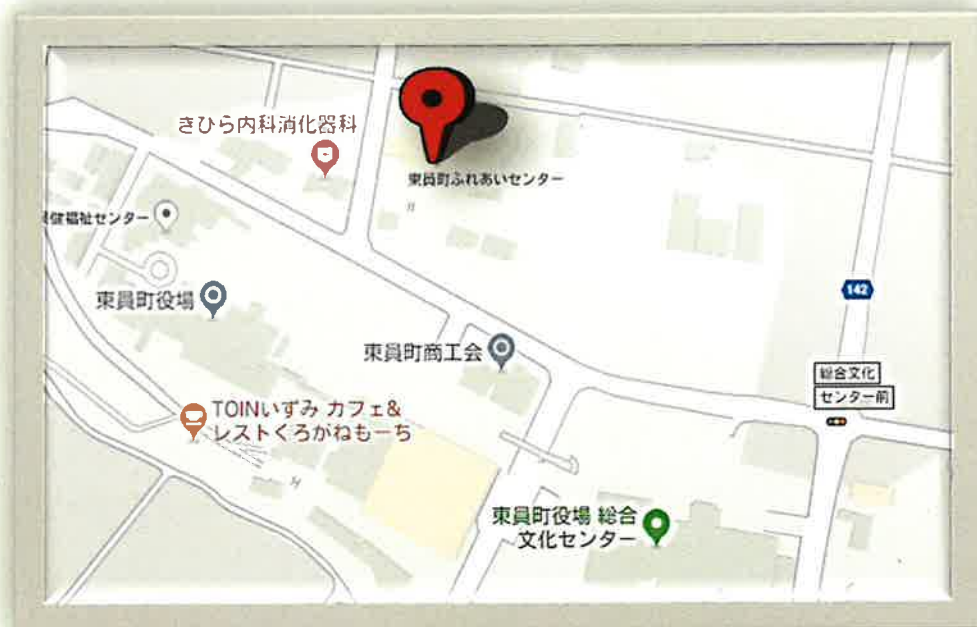 きひら内科消化器科
東員町ふれあいセンター
健福祉センター
東員町役場
142
東員町商工会
総合文化
センター前
TOINいずみ カフェ&
レストくろがねもーち
東員町役場 総合
文化センター